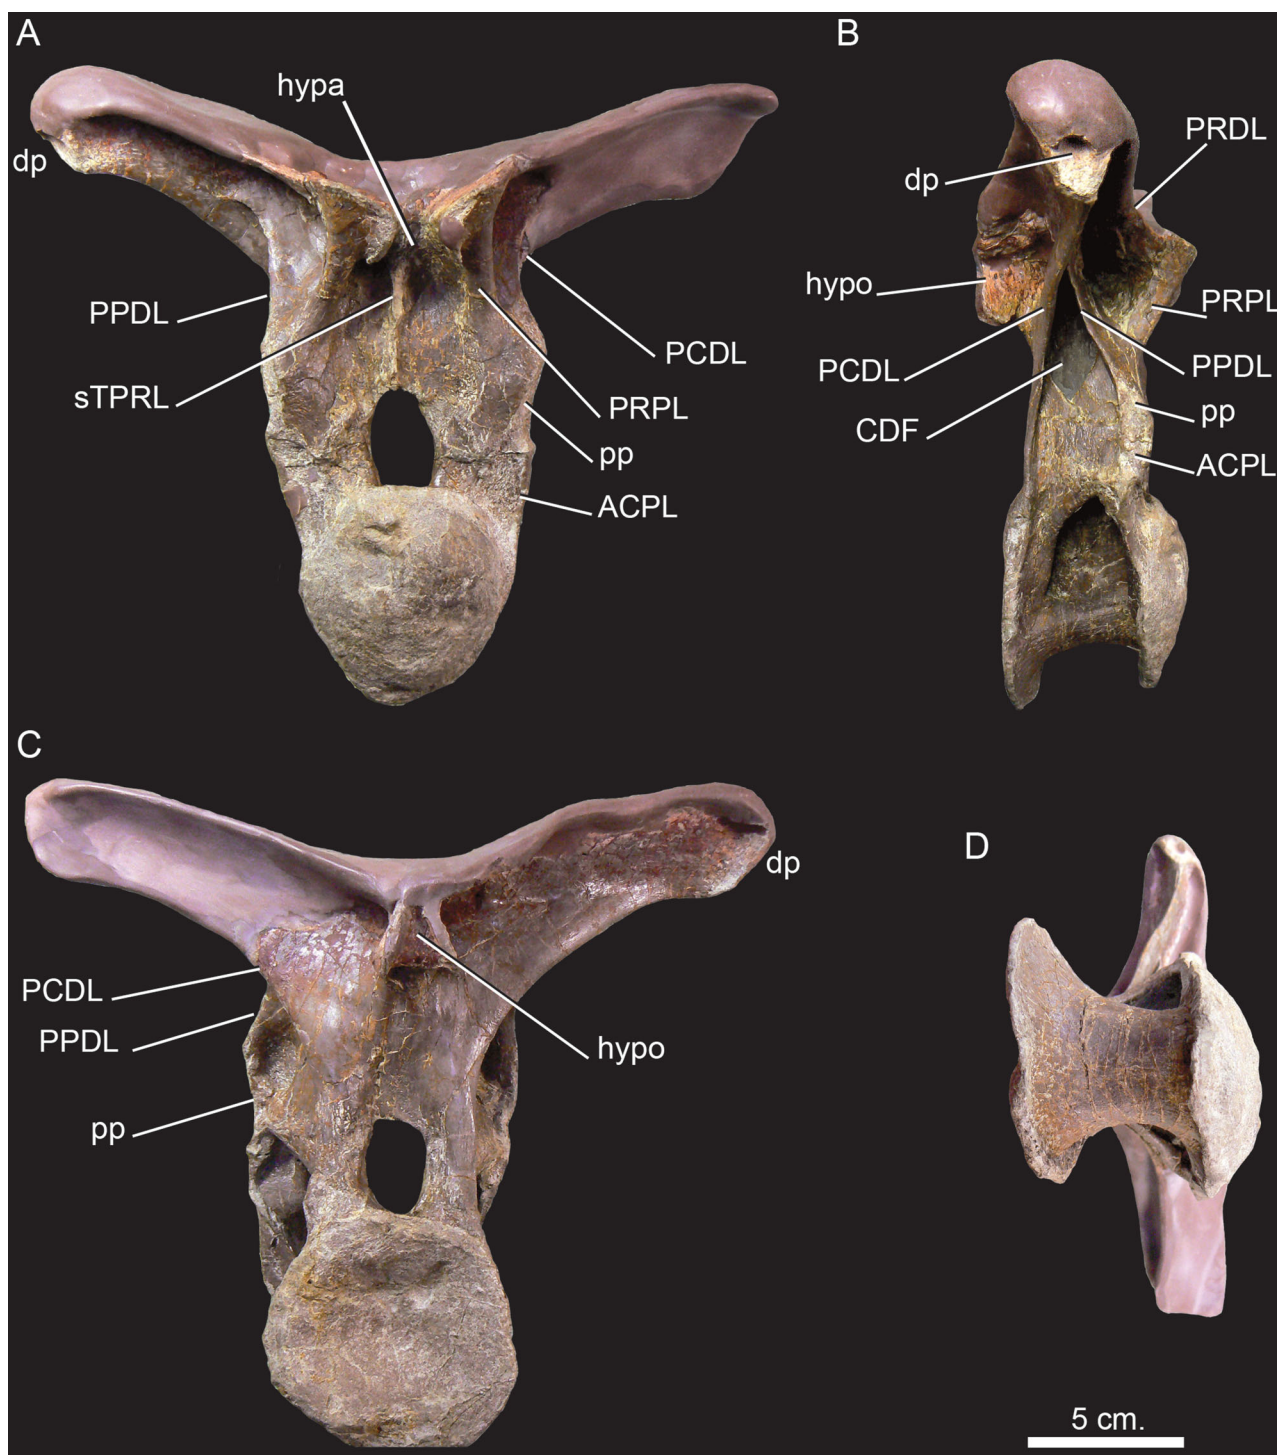 A
hypa
dp
PPDL
sTPRL
PCDL
PRPL
pp
ACPL
B
PRDL
dp
hypo
PRPL
PCDL
PPDL
CDF
pp
ACPL
C
dp
PCDL
PPDL
hypo
pp
D
5 cm.